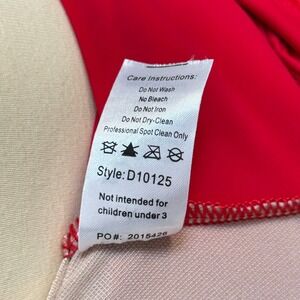 Care Instructions:
Do Not Wash
No Bleach
Do Not Iron
Do Not Dry-Clean
Professional Spot Clean Only
Style: D10125
Not intended for
children under 3
PO#: 2015426